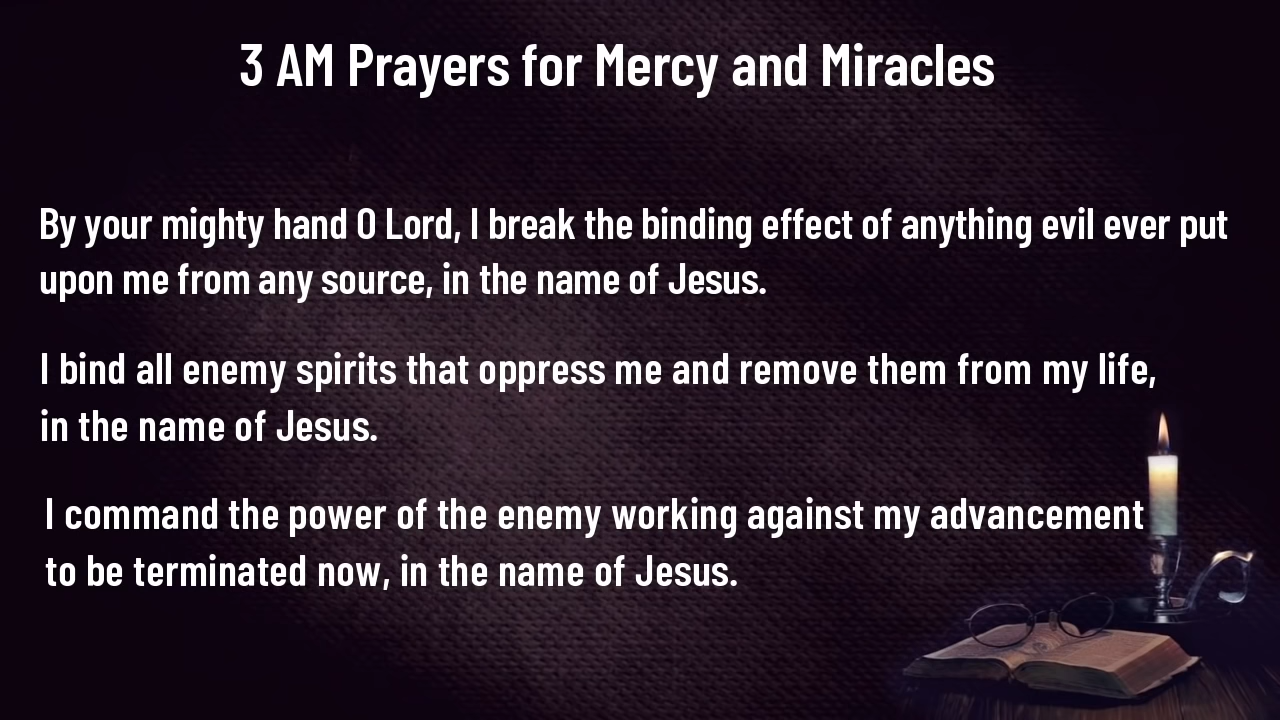 3 AM Prayers for Mercy and Miracles
By your mighty hand O Lord, I break the binding effect of anything evil ever put
upon me from any source, in the name of Jesus.
I bind all enemy spirits that oppress me and remove them from my life,
in the name of Jesus.
I command the power of the enemy working against my advancement
to be terminated now, in the name of Jesus.